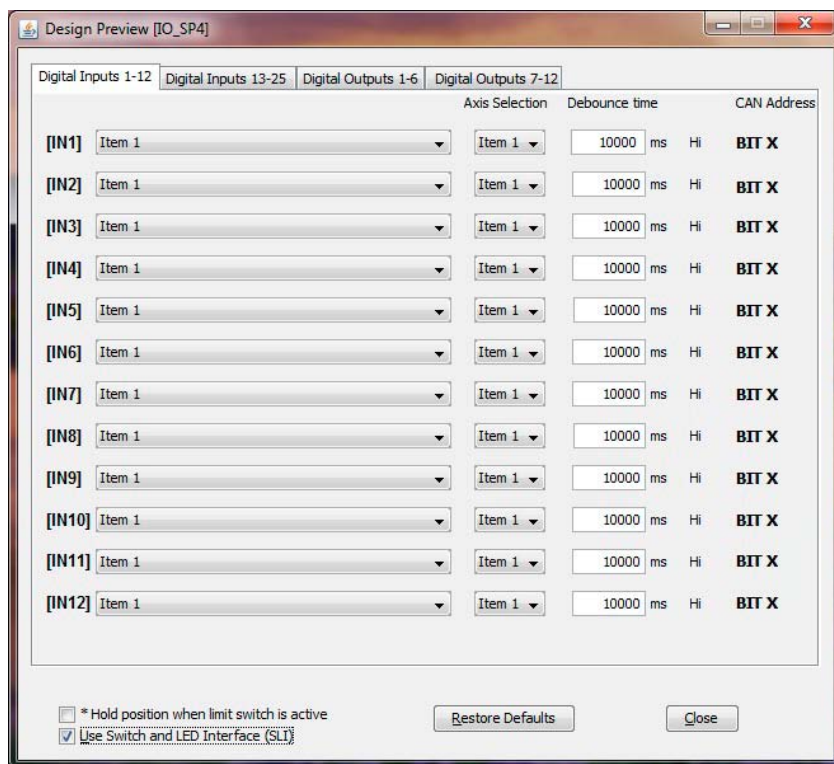 Design Preview [IO_SP4]
Digital Inputs 1-12 Digital Inputs 13-25 Digital Outputs 1-6 Digital Outputs 7-12
Axis Selection Debounce time CAN Address
[IN1] Item 1 Item 1 10000 ms Hi BIT X
[IN2] Item 1 Item 1 10000 ms Hi BIT X
[IN3] Item 1 Item 1 10000 ms Hi BIT X
[IN4] Item 1 Item 1 10000 ms Hi BIT X
[IN5] Item 1 Item 1 10000 ms Hi BIT X
[IN6] Item 1 Item 1 10000 ms Hi BIT X
[IN7] Item 1 Item 1 10000 ms Hi BIT X
[IN8] Item 1 Item 1 10000 ms Hi BIT X
[IN9] Item 1 Item 1 10000 ms Hi BIT X
[IN10] Item 1 Item 1 10000 ms Hi BIT X
[IN11] Item 1 Item 1 10000 ms Hi BIT X
[IN12] Item 1 Item 1 10000 ms Hi BIT X
* Hold position when limit switch is active
Use Switch and LED Interface (SLI)
Restore Defaults Close